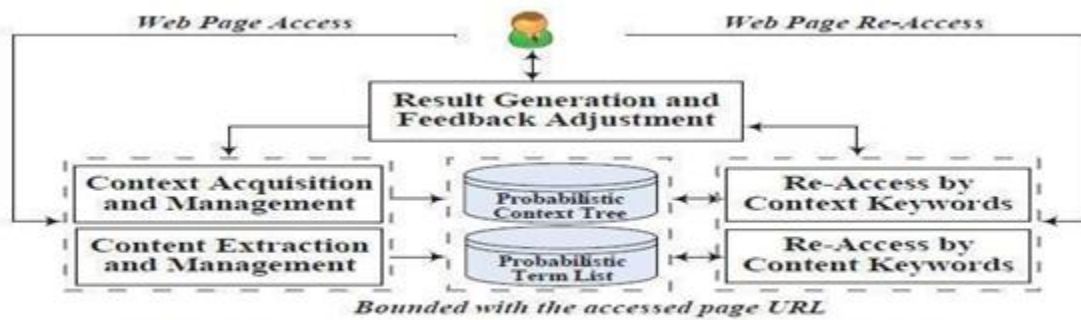 Web Page Access
Web Page Re-Access
Result Generation and
Feedback Adjustment
Context Acquisition
and Management
Probabilistic
Context Tree
Re-Access by
Context Keywords
Content Extraction
and Management
Probabilistic
Term List
Re-Access by
Content Keywords
Bounded with the accessed page URL